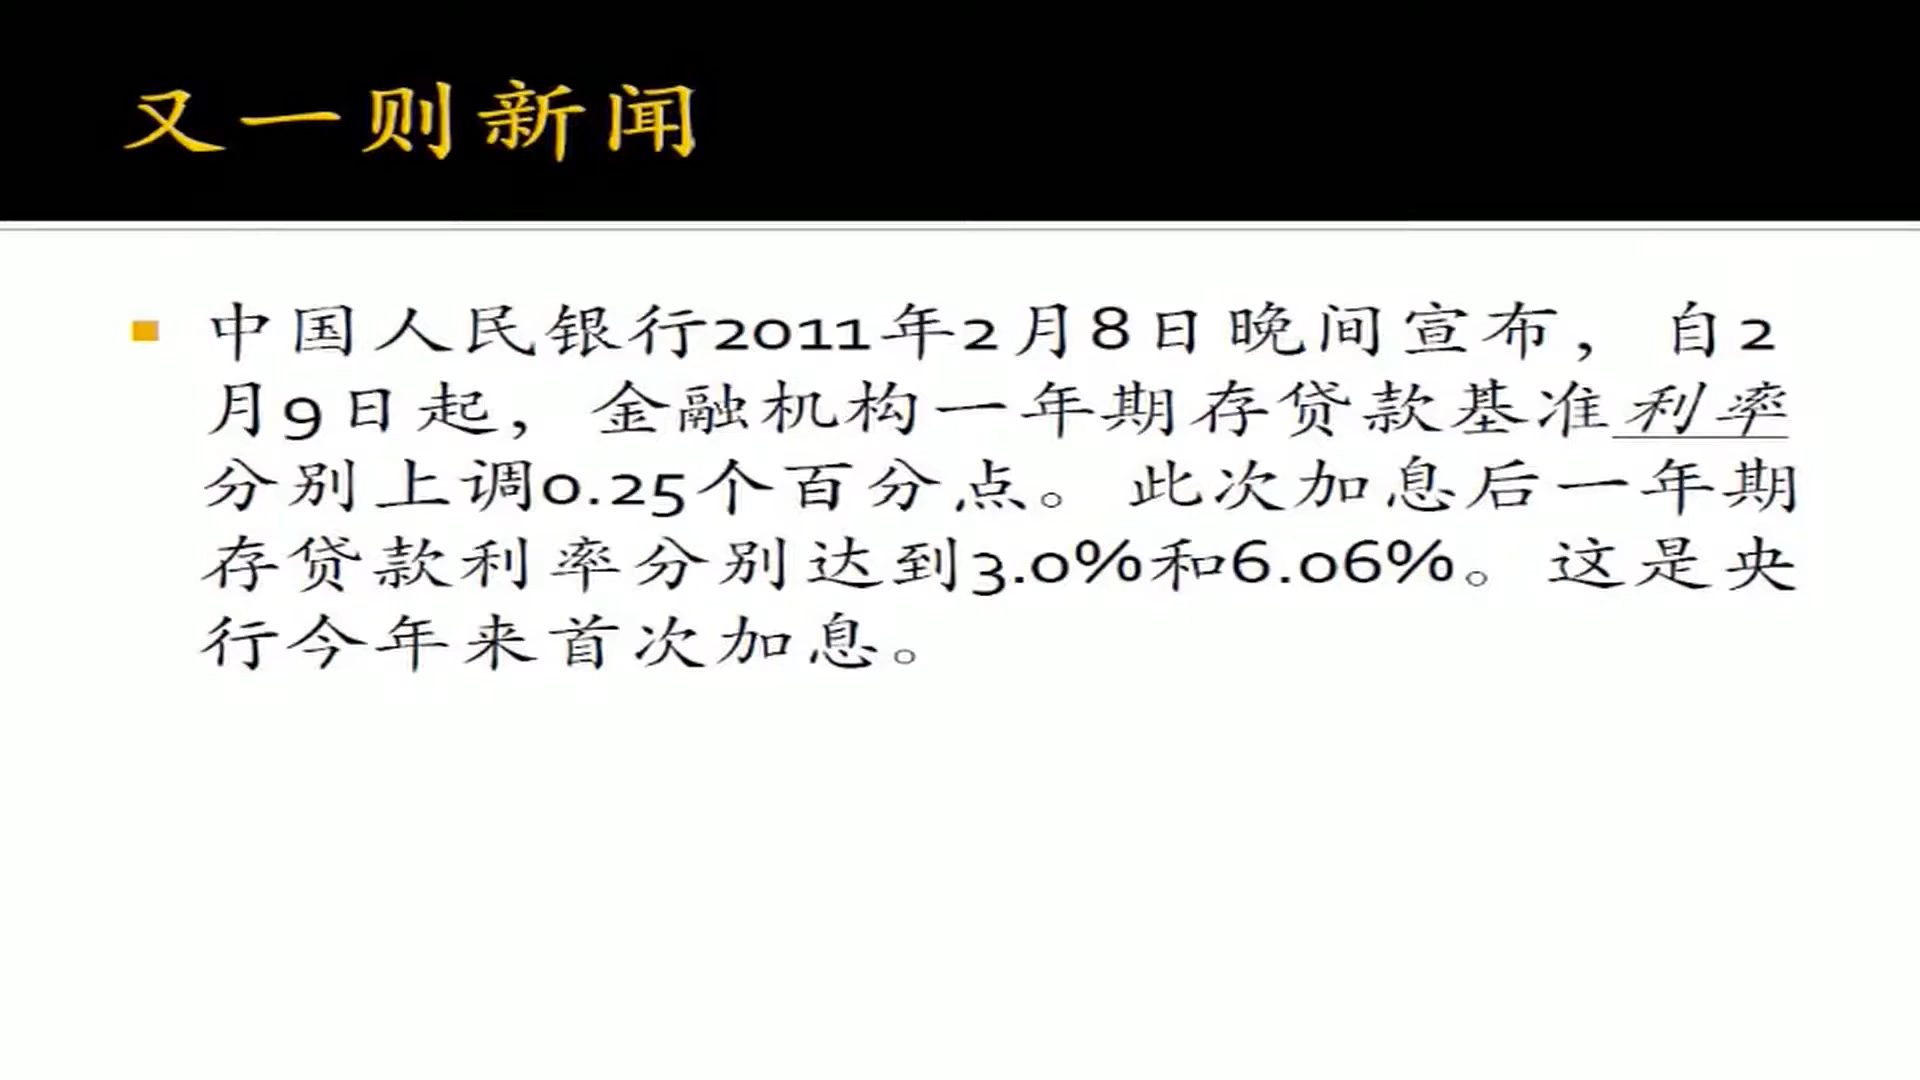 又一则新闻
中国人民银行2011年2月8日晚间宣布，自2
月9日起，金融机构一年期存贷款基准利率
分别上调0.25个百分点。此次加息后一年期
存贷款利率分别达到3.0%和6.06%。这是央
行今年来首次加息。